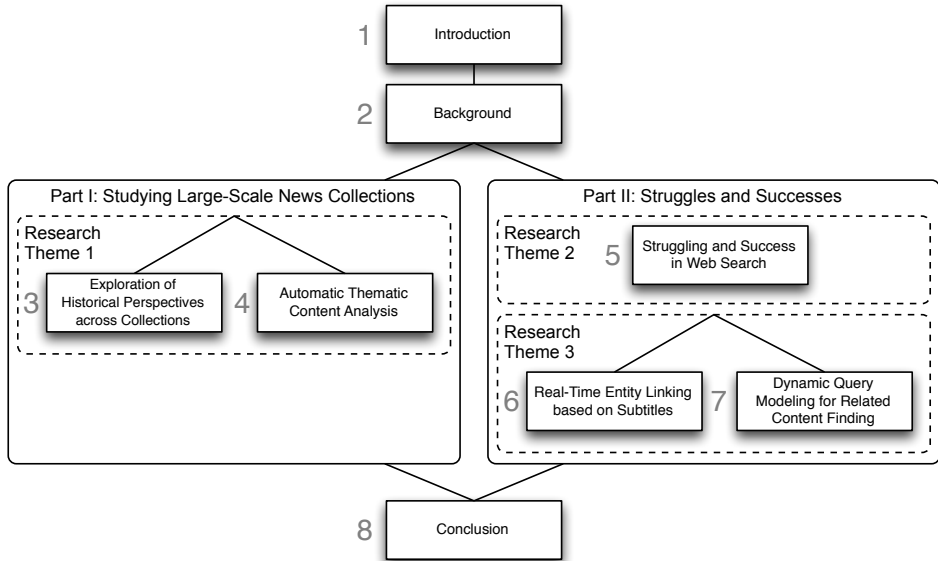 1
Introduction
2
Background
Part I: Studying Large-Scale News Collections
Research
Theme 1
3
Exploration of
Historical Perspectives
across Collections
4
Automatic Thematic
Content Analysis
Part II: Struggles and Successes
Research
Theme 2
5
Struggling and Success
in Web Search
Research
Theme 3
6
Real-Time Entity Linking
based on Subtitles
7
Dynamic Query
Modeling for Related
Content Finding
8
Conclusion